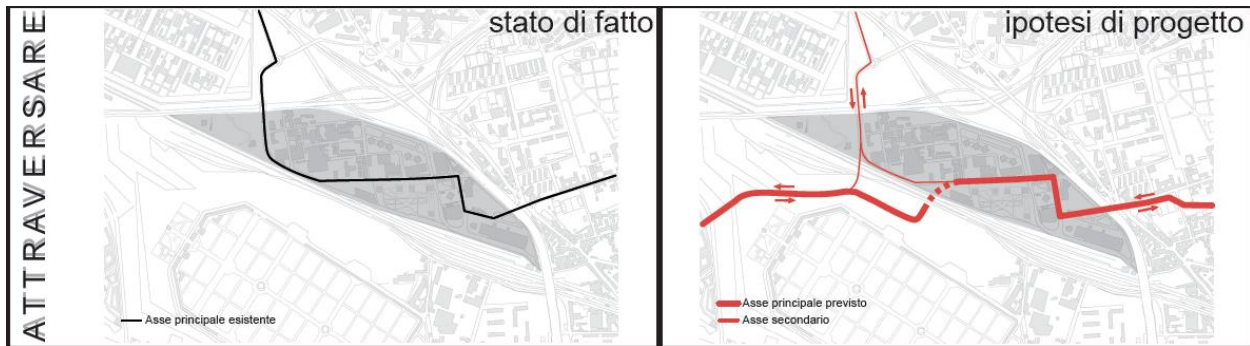 ATTRAVERSARE
stato di fatto
Asse principale esistente
ipotesi di progetto
Asse principale previsto
Asse secondario